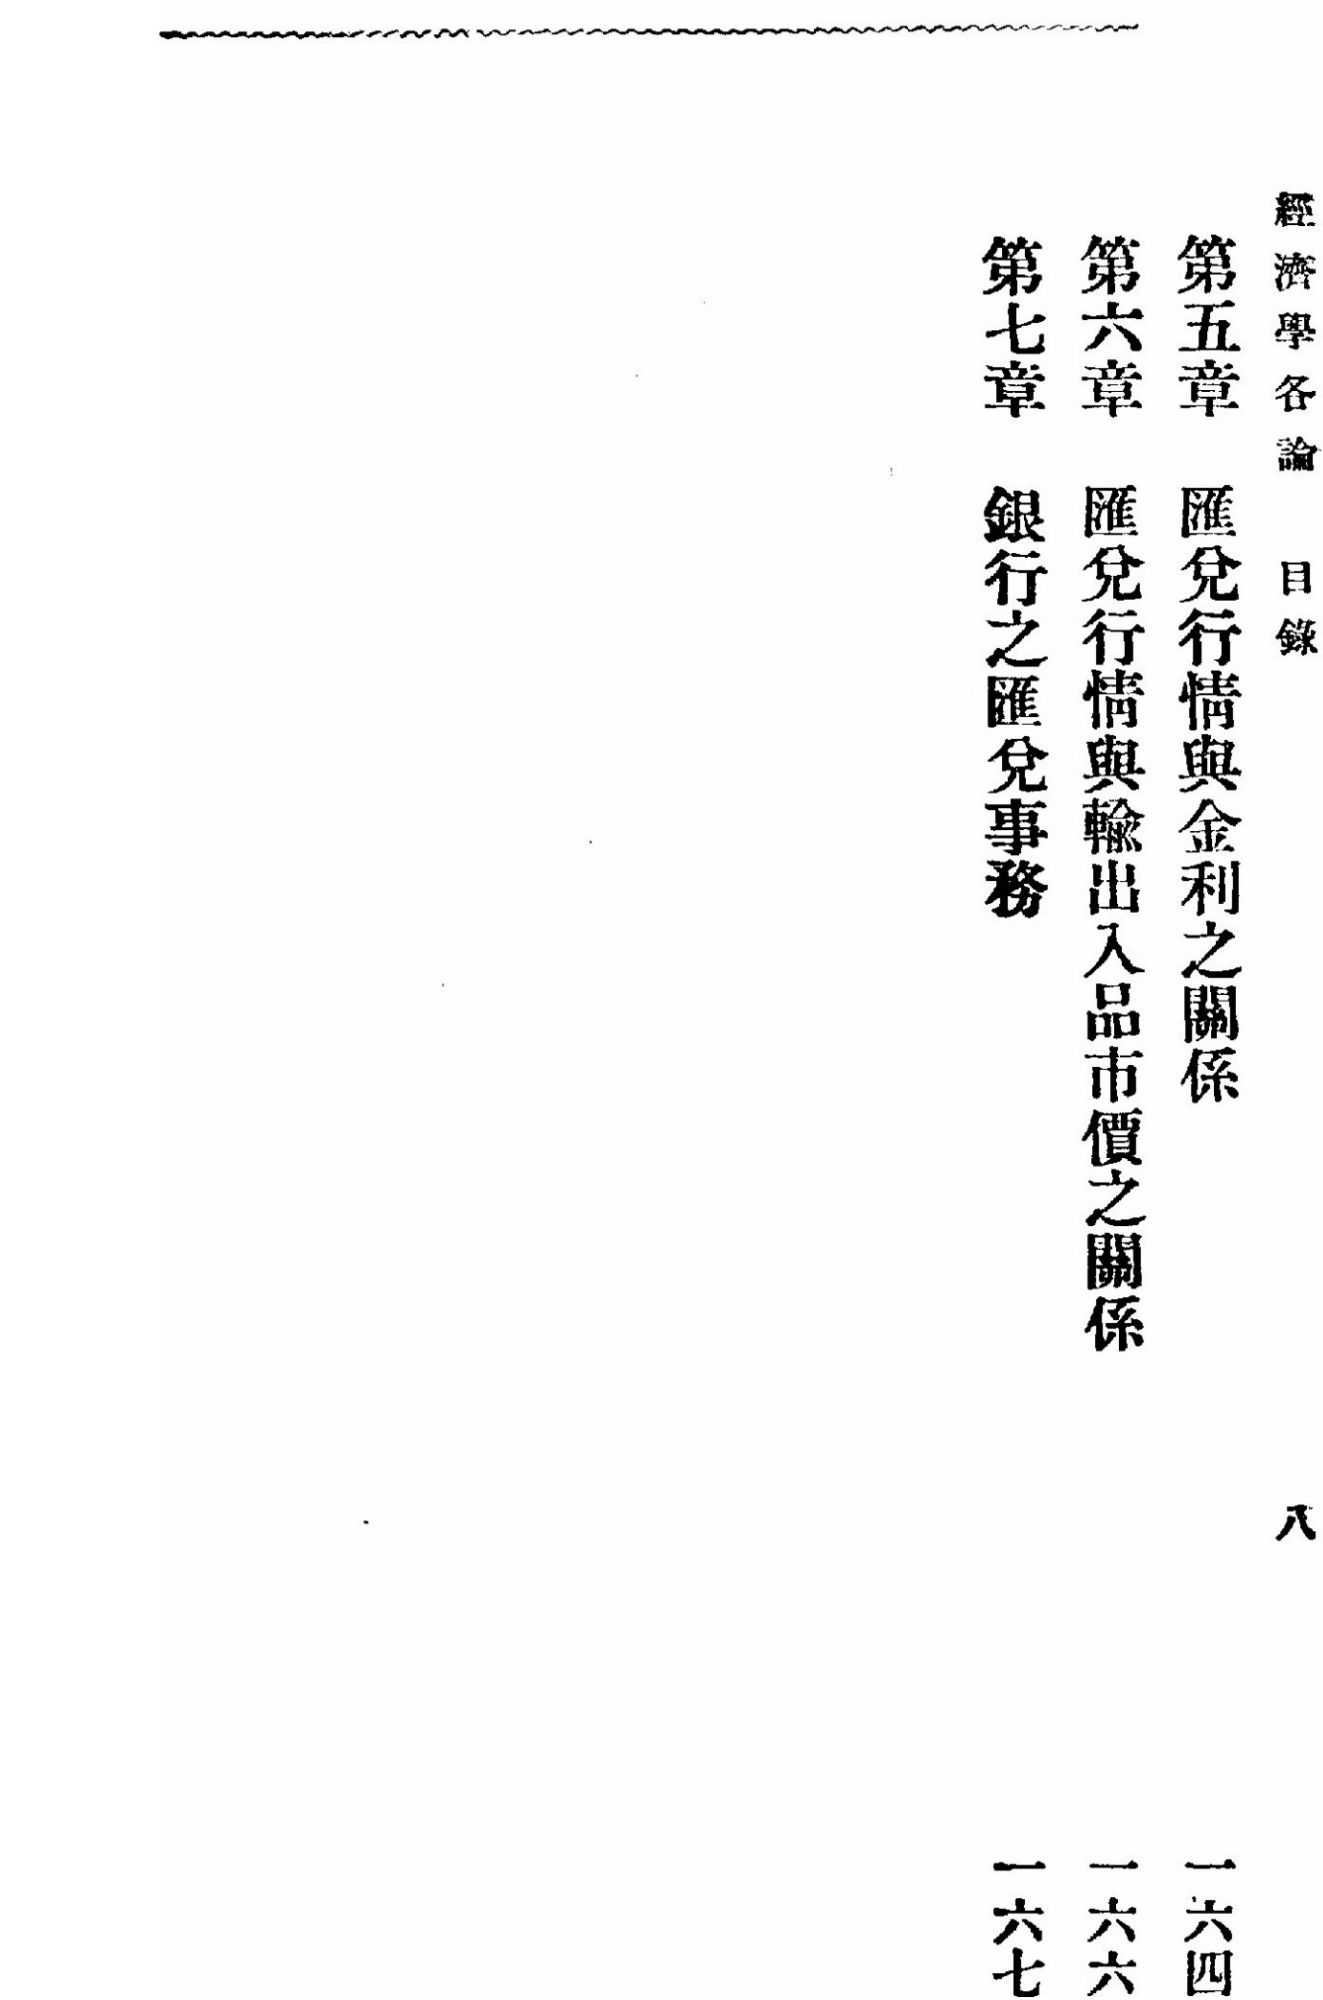 經濟學各論　目錄　八
第五章　匯兌行情與金利之關係　一六四
第六章　匯兌行情與輸出入品市價之關係　一六六
第七章　銀行之匯兌事務　一六七